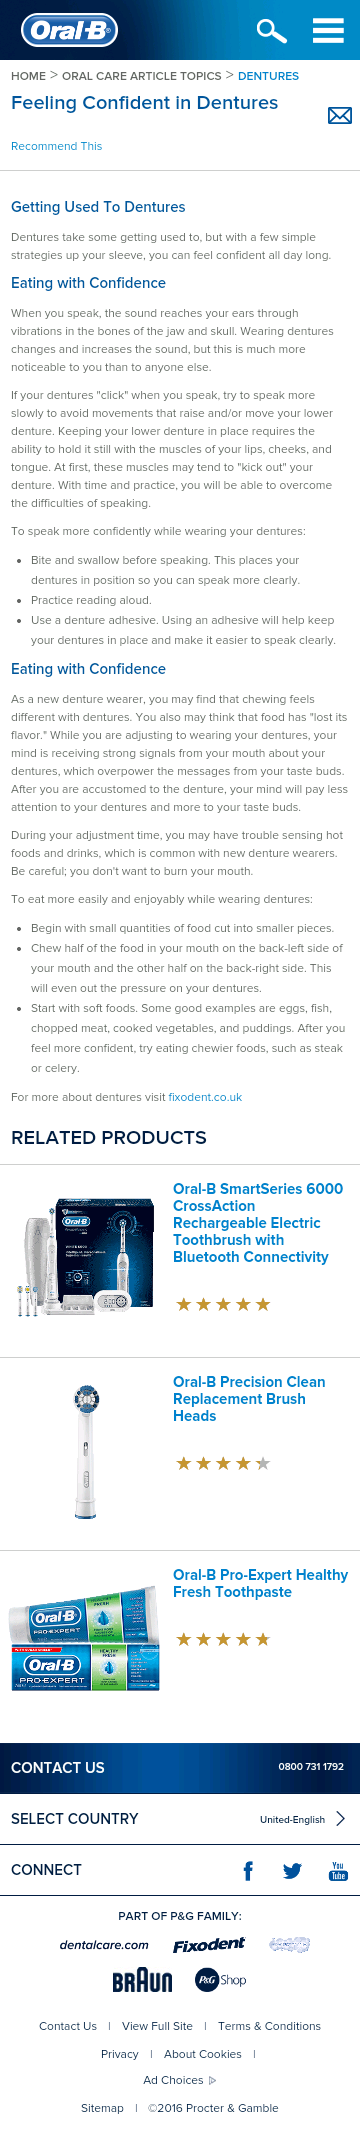 Oral-B
HOME > ORAL CARE ARTICLE TOPICS > DENTURES
Feeling Confident in Dentures
Recommend This
Getting Used To Dentures
Dentures take some getting used to, but with a few simple
strategies up your sleeve, you can feel confident all day long.
Eating with Confidence
When you speak, the sound reaches your ears through
vibrations in the bones of the jaw and skull. Wearing dentures
changes and increases the sound, but this is much more
noticeable to you than to anyone else.
If your dentures "click" when you speak, try to speak more
slowly to avoid movements that raise and/or move your lower
denture. Keeping your lower denture in place requires the
ability to hold it still with the muscles of your lips, cheeks, and
tongue. At first, these muscles may tend to "kick out" your
denture. With time and practice, you will be able to overcome
the difficulties of speaking.
To speak more confidently while wearing your dentures:
• Bite and swallow before speaking. This places your
dentures in position so you can speak more clearly.
• Practice reading aloud.
• Use a denture adhesive. Using an adhesive will help keep
your dentures in place and make it easier to speak clearly.
Eating with Confidence
As a new denture wearer, you may find that chewing feels
different with dentures. You also may think that food has "lost its
flavor." While you are adjusting to wearing your dentures, your
mind is receiving strong signals from your mouth about your
dentures, which overpower the messages from your taste buds.
After you are accustomed to the denture, your mind will pay less
attention to your dentures and more to your taste buds.
During your adjustment time, you may have trouble sensing hot
foods and drinks, which is common with new denture wearers.
Be careful; you don't want to burn your mouth.
To eat more easily and enjoyably while wearing dentures:
• Begin with small quantities of food cut into smaller pieces.
• Chew half of the food in your mouth on the back-left side of
your mouth and the other half on the back-right side. This
will even out the pressure on your dentures.
• Start with soft foods. Some good examples are eggs, fish,
chopped meat, cooked vegetables, and puddings. After you
feel more confident, try eating chewier foods, such as steak
or celery.
For more about dentures visit fixodent.co.uk
RELATED PRODUCTS
Oral-B SmartSeries 6000
CrossAction
Rechargeable Electric
Toothbrush with
Bluetooth Connectivity
Oral-B
Oral-B Precision Clean
Replacement Brush
Heads
Oral-B Pro-Expert Healthy
Fresh Toothpaste
Oral-B
PRO-EXPERT
Oral-B
PRO-EXPERT
HEALTHY
FRESH
CONTACT US 0800 731 1792
SELECT COUNTRY United-English
CONNECT
You
Tube
PART OF P&G FAMILY:
dentalcare.com Fixodent
BRAUN P&G Shop
Contact Us | View Full Site | Terms & Conditions
Privacy | About Cookies |
Ad Choices
Sitemap | ©2016 Procter & Gamble